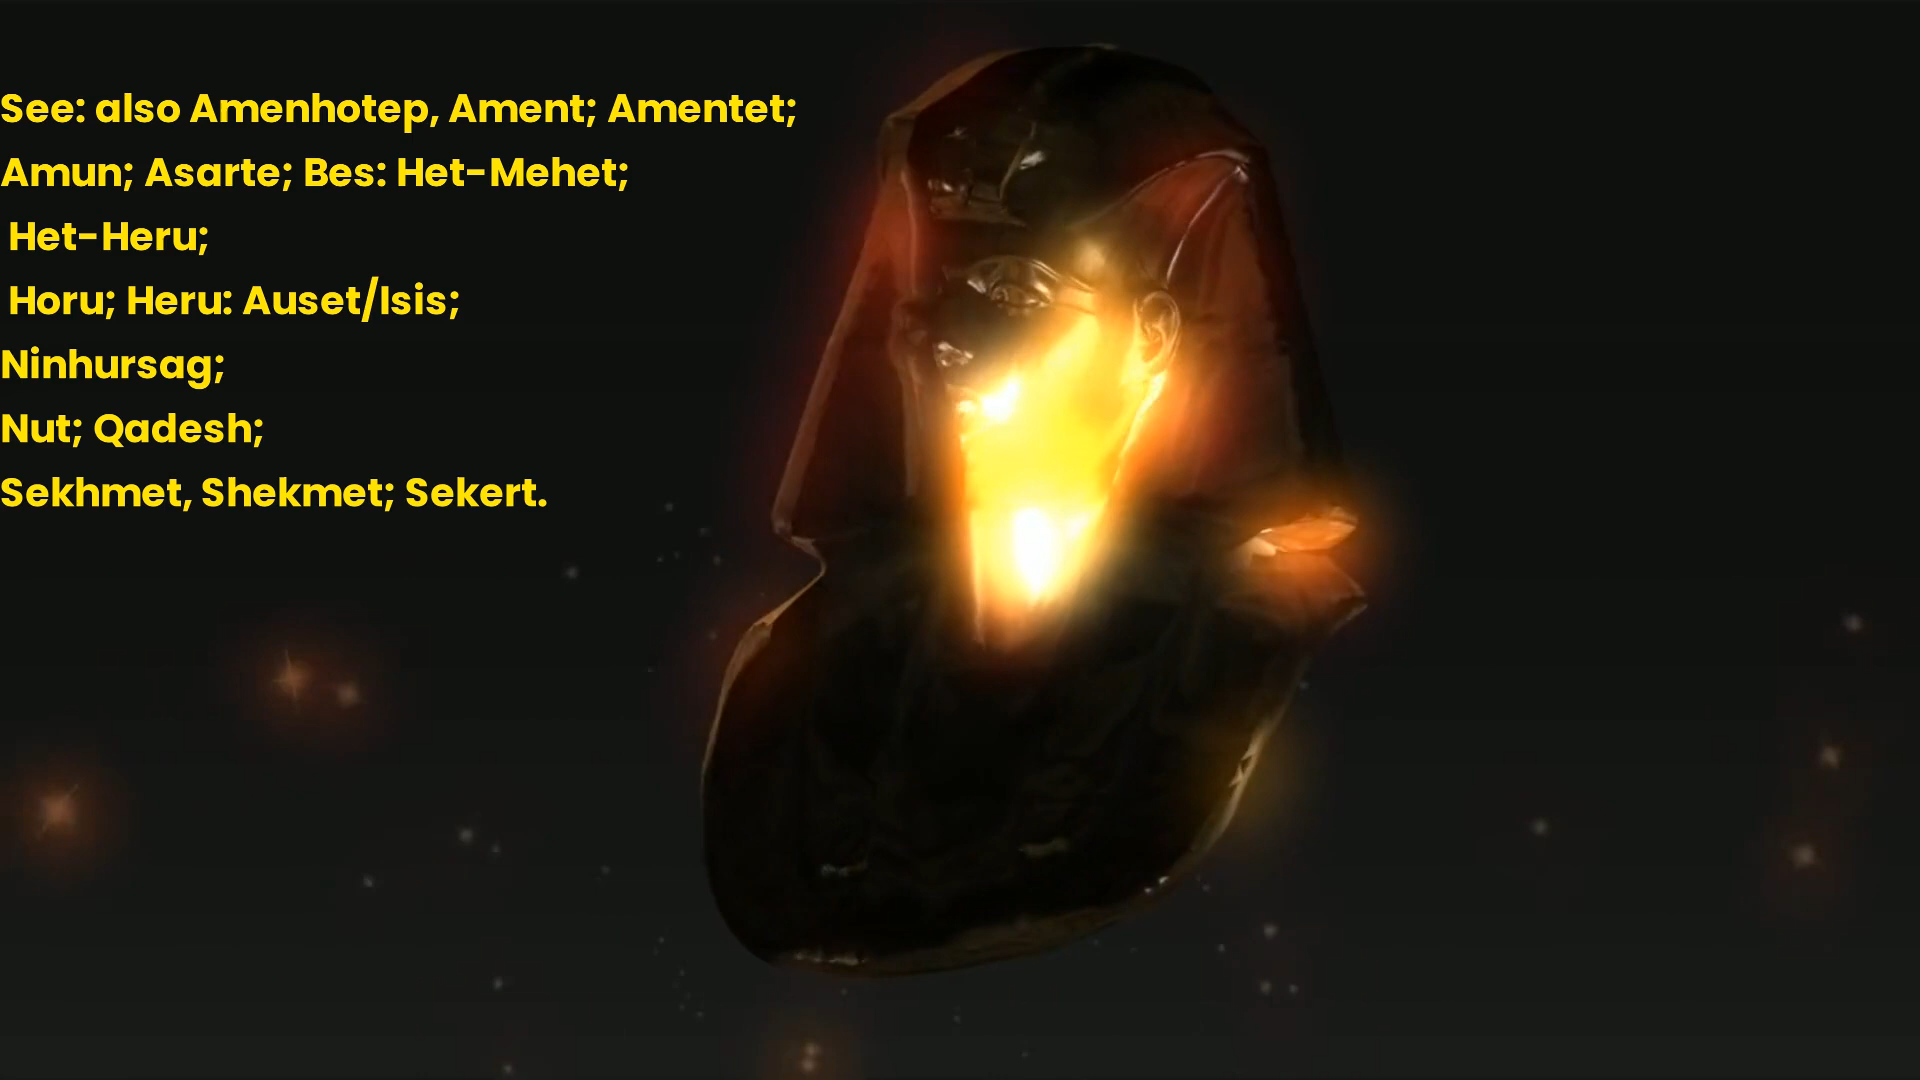 See: also Amenhotep, Ament; Amentet;
Amun; Asarte; Bes: Het-Mehet;
Het-Heru;
Horu; Heru: Auset/Isis;
Ninhursag;
Nut; Qadesh;
Sekhmet, Shekmet; Sekert.